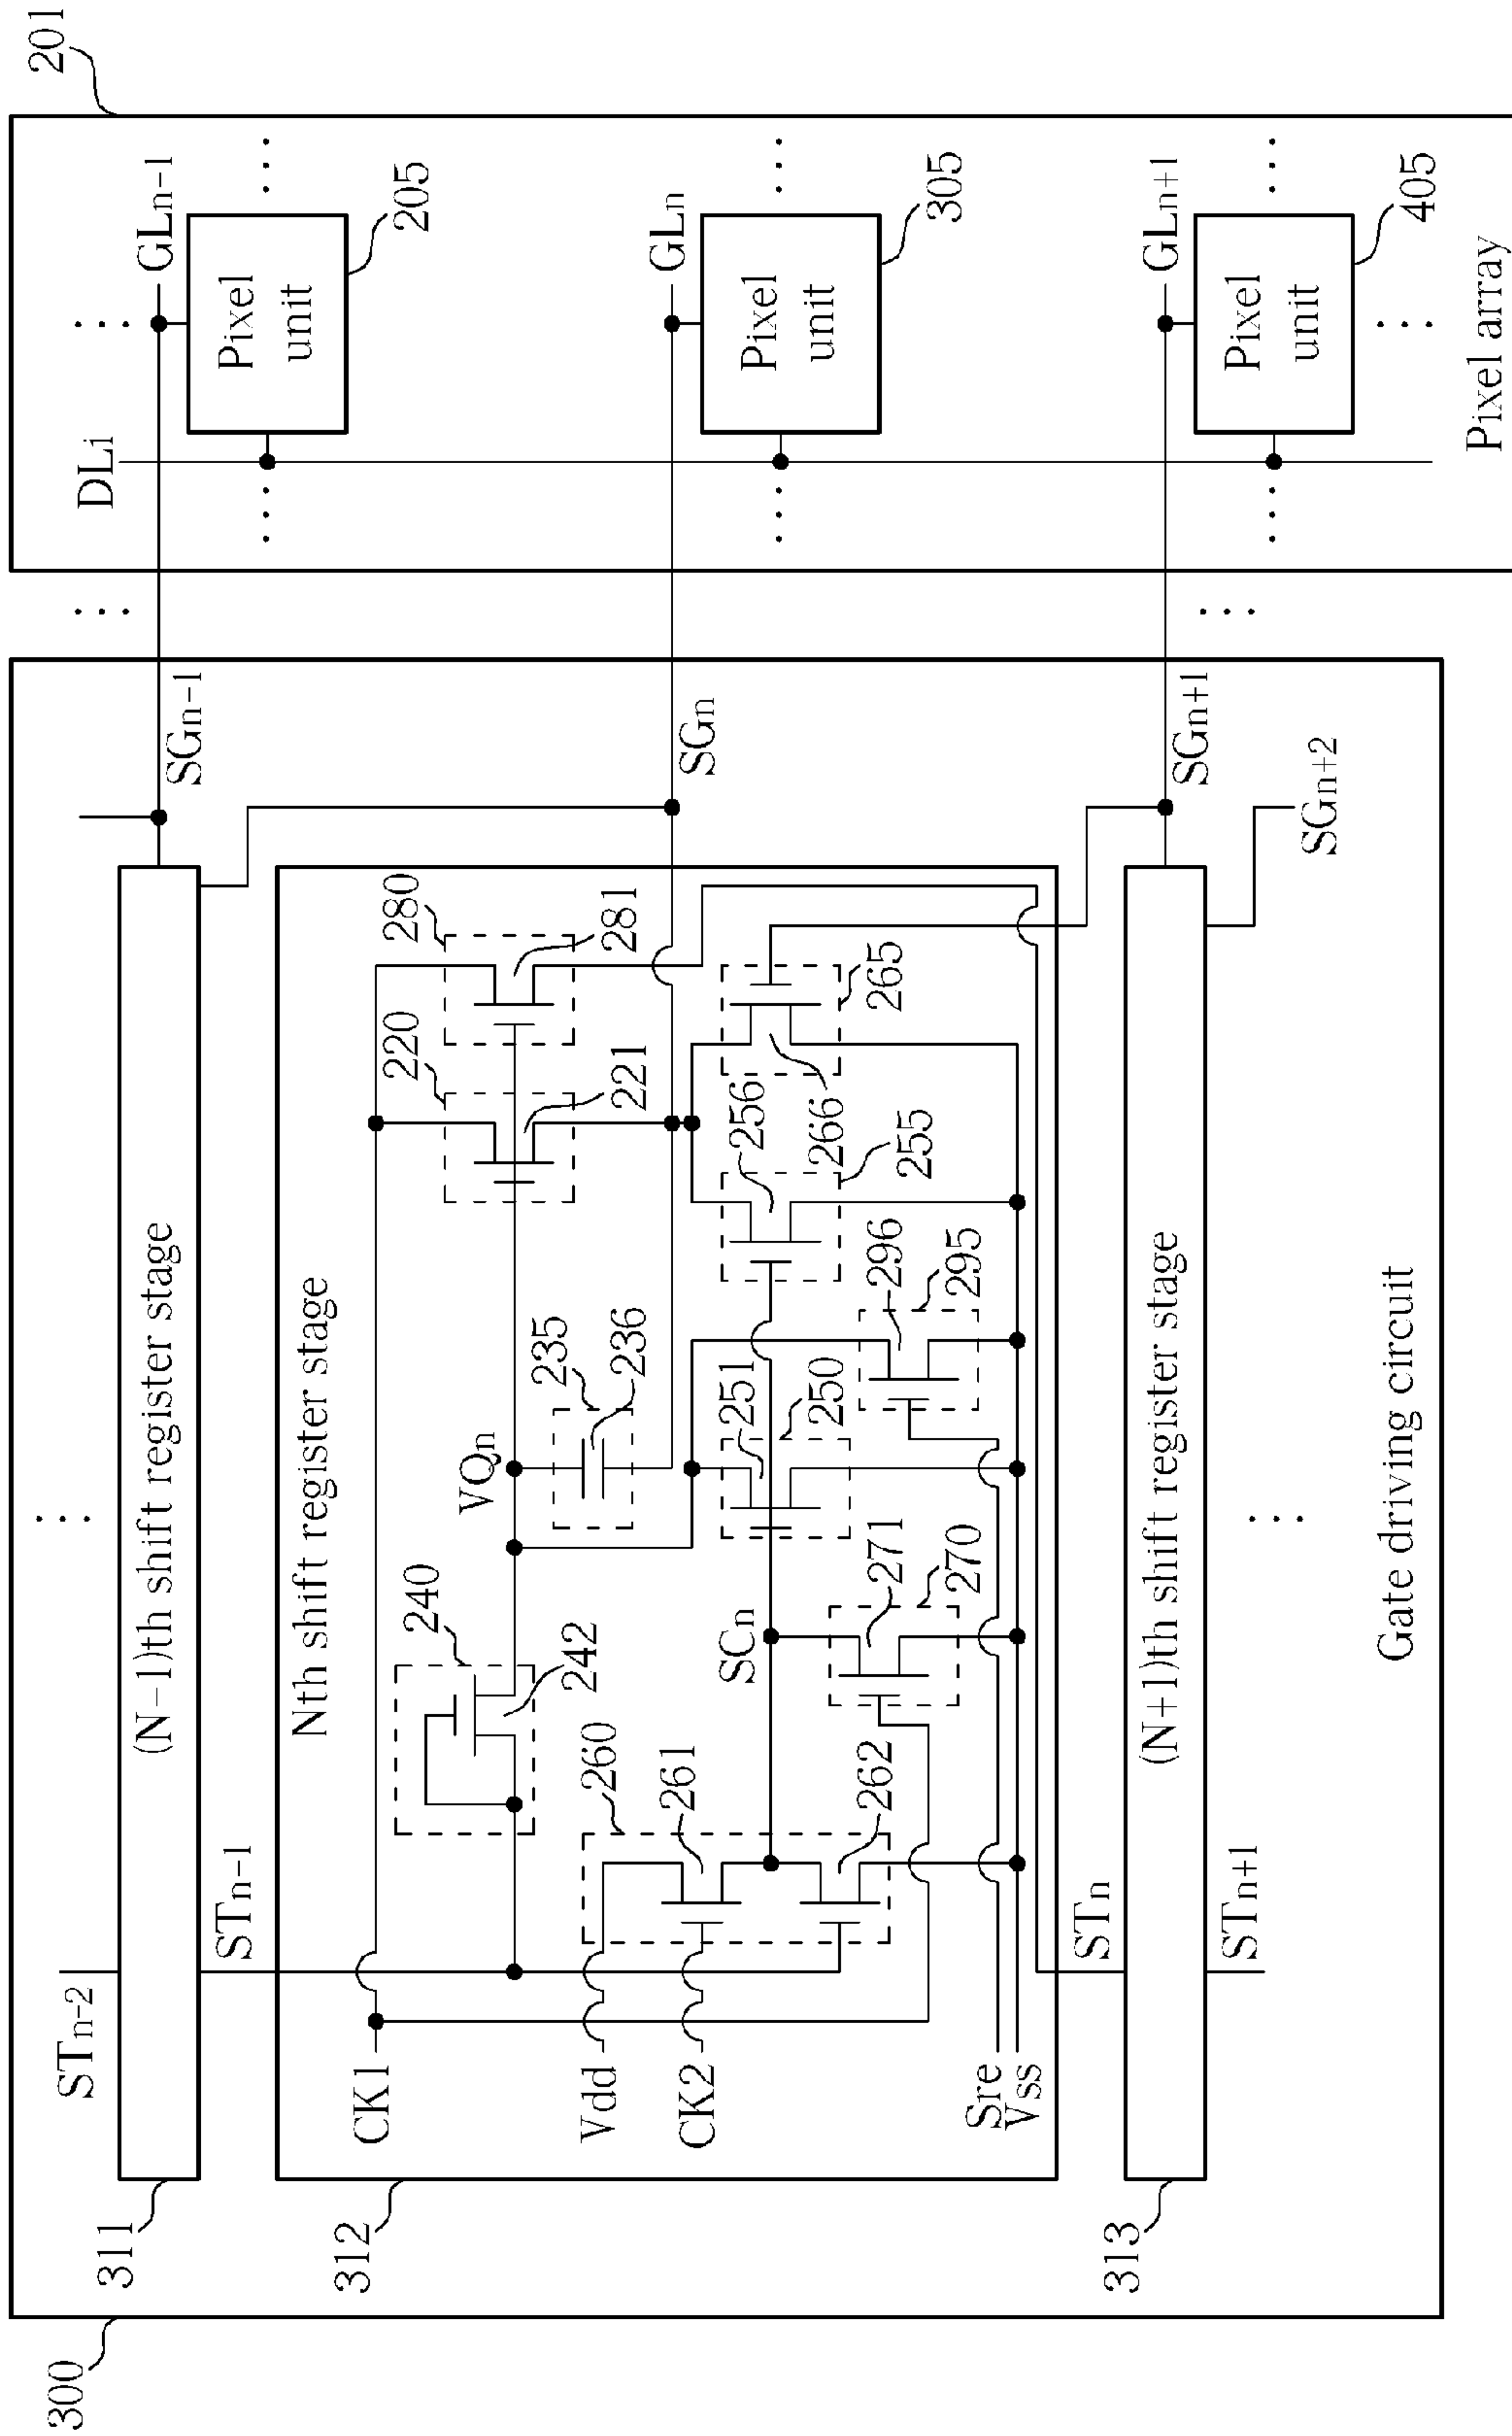 300
STn-2
311
(N-1)th shift register stage
SGn-1
STn-1
312
Nth shift register stage
CK1
240
242
VQn
220
221
280
281
235
236
SGn
Vdd
260
261
CK2
262
SCn
251
250
256
266
265
255
271
270
296
295
Sre
Vss
STn
313
(N+1)th shift register stage
SGn+1
STn+1
SGn+2
Gate driving circuit
201
DLi
GLn-1
Pixel
unit
205
GLn
Pixel
unit
305
GLn+1
Pixel
unit
405
Pixel array